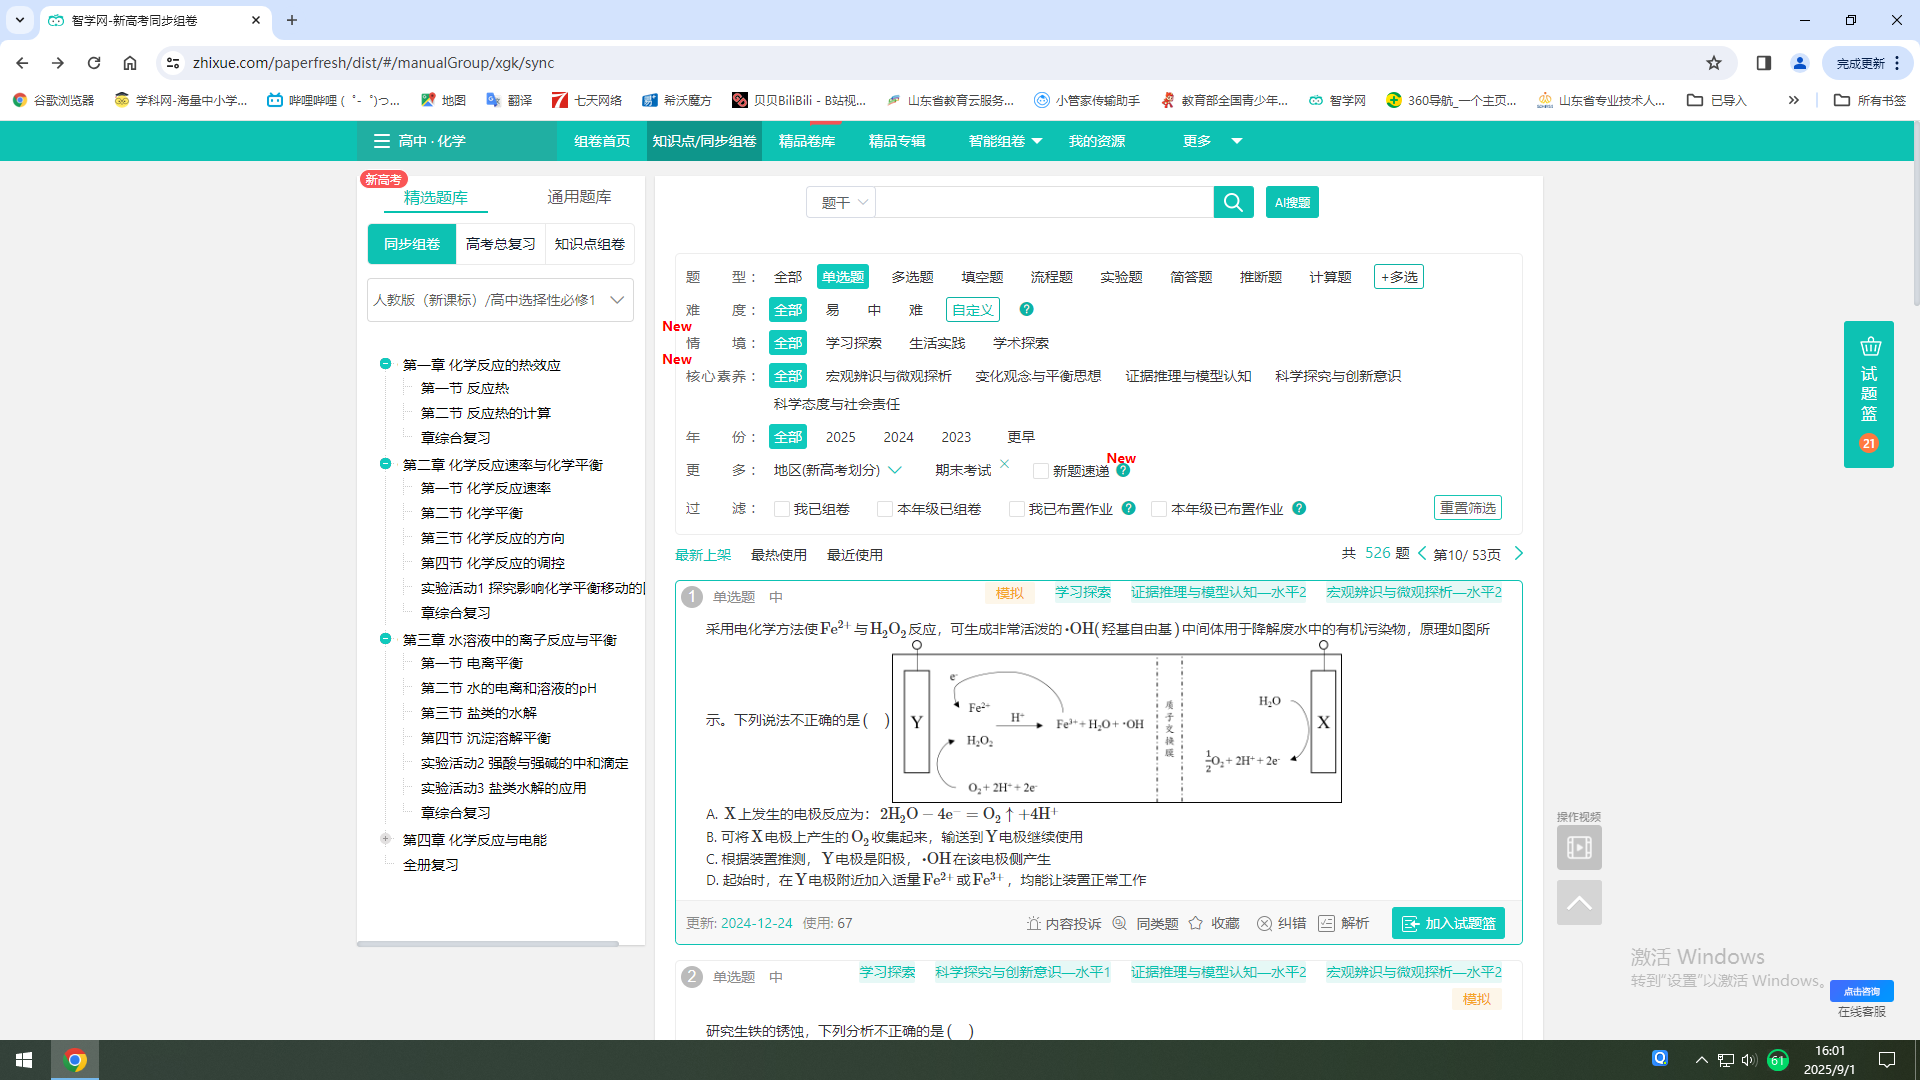 智学网-新高考同步组卷
zhixue.com/paperfresh/dist/#/manualGroup/xgk/sync
完成更新
谷歌浏览器 学科网-海量中小学... 哔哩哔哩 (゜-゜)つ... 地图 翻译 七天网络 希沃魔方 贝贝BiliBili - B站视... 山东省教育云服务... 小管家传输助手 教育部全国青少年... 智学网 360导航_一个主页... 山东省专业技术人... 已导入 所有书签
高中 · 化学 组卷首页 知识点/同步组卷 精品卷库 精品专辑 智能组卷 我的资源 更多
新高考
精选题库 通用题库
同步组卷 高考总复习 知识点组卷
人教版（新课标）/高中选择性必修1
第一章 化学反应的热效应
第一节 反应热
第二节 反应热的计算
章综合复习
第二章 化学反应速率与化学平衡
第一节 化学反应速率
第二节 化学平衡
第三节 化学反应的方向
第四节 化学反应的调控
实验活动1 探究影响化学平衡移动的
章综合复习
第三章 水溶液中的离子反应与平衡
第一节 电离平衡
第二节 水的电离和溶液的pH
第三节 盐类的水解
第四节 沉淀溶解平衡
实验活动2 强酸与强碱的中和滴定
实验活动3 盐类水解的应用
章综合复习
第四章 化学反应与电能
全册复习
题干 AI搜题
题 型： 全部 单选题 多选题 填空题 流程题 实验题 简答题 推断题 计算题 +多选
难 度： 全部 易 中 难 自定义 ?
New
情 境： 全部 学习探索 生活实践 学术探索
New
核心素养： 全部 宏观辨识与微观探析 变化观念与平衡思想 证据推理与模型认知 科学探究与创新意识
科学态度与社会责任
年 份： 全部 2025 2024 2023 更早
更 多： 地区(新高考划分) 期末考试 新题速递 ? New
过 滤： 我已组卷 本年级已组卷 我已布置作业 ? 本年级已布置作业 ? 重置筛选
最新上架 最热使用 最近使用 共 526 题 第10/ 53页
1 单选题 中 模拟 学习探索 证据推理与模型认知—水平2 宏观辨识与微观探析—水平2
采用电化学方法使Fe²⁺与H₂O₂反应，可生成非常活泼的·OH(羟基自由基)中间体用于降解废水中的有机污染物，原理如图所
示。下列说法不正确的是( )
Y
e⁻
Fe²⁺
H⁺
Fe³⁺+H₂O+·OH
H₂O₂
O₂+2H⁺+2e⁻
质子交换膜
H₂O
X
½O₂+2H⁺+2e⁻
A. X上发生的电极反应为：2H₂O－4e⁻＝O₂↑+4H⁺
B. 可将X电极上产生的O₂收集起来，输送到Y电极继续使用
C. 根据装置推测，Y电极是阳极，·OH在该电极侧产生
D. 起始时，在Y电极附近加入适量Fe²⁺或Fe³⁺，均能让装置正常工作
更新: 2024-12-24 使用: 67 内容投诉 同类题 收藏 纠错 解析 加入试题篮
2 单选题 中 学习探索 科学探究与创新意识—水平1 证据推理与模型认知—水平2 宏观辨识与微观探析—水平2
模拟
研究生铁的锈蚀，下列分析不正确的是( )
试题篮
21
操作视频
激活 Windows
转到"设置"以激活 Windows。
点击咨询
在线客服
61
16:01
2025/9/1